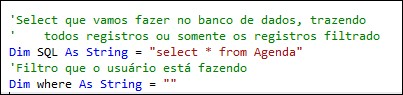 'Select que vamos fazer no banco de dados, trazendo
'    todos registros ou somente os registros filtrado
Dim SQL As String = "select * from Agenda"
'Filtro que o usuário está fazendo
Dim where As String = ""